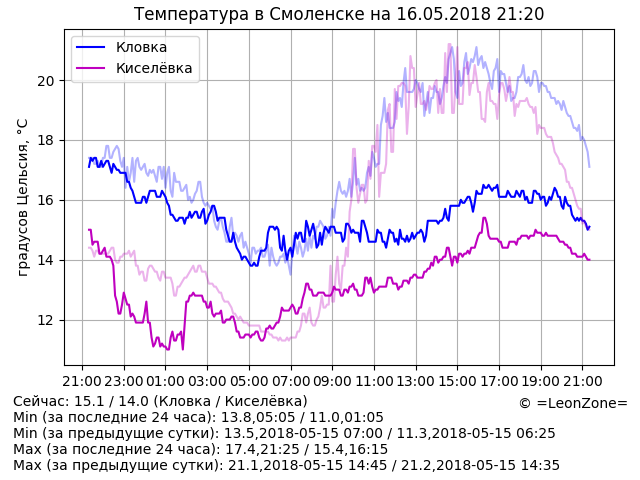 Температура в Смоленске на 16.05.2018 21:20
Кловка
Киселёвка
градусов Цельсия, °C
20
18
16
14
12
21:00 23:00 01:00 03:00 05:00 07:00 09:00 11:00 13:00 15:00 17:00 19:00 21:00
Сейчас: 15.1 / 14.0 (Кловка / Киселёвка)
© =LeonZone=
Min (за последние 24 часа): 13.8,05:05 / 11.0,01:05
Min (за предыдущие сутки): 13.5,2018-05-15 07:00 / 11.3,2018-05-15 06:25
Max (за последние 24 часа): 17.4,21:25 / 15.4,16:15
Max (за предыдущие сутки): 21.1,2018-05-15 14:45 / 21.2,2018-05-15 14:35